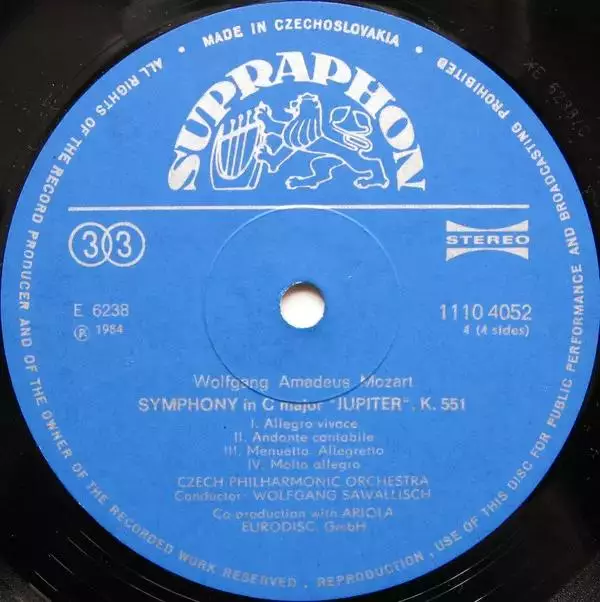 • MADE IN CZECHOSLOVAKIA •
ALL RIGHTS OF THE RECORD PRODUCER AND OF THE OWNER OF THE RECORDED WORK RESERVED . REPRODUCTION , USE OF THIS DISC FOR PUBLIC PERFORMANCE AND BROADCASTING PROHIBITED
SUPRAPHON
33
STEREO
E 6238
℗ 1984
1110 4052
4 (4 sides)
Wolfgang Amadeus Mozart
SYMPHONY in C major "JUPITER", K. 551
I. Allegro vivace
II. Andante cantabile
III. Menuetto. Allegretto
IV. Molto allegro
CZECH PHILHARMONIC ORCHESTRA
Conductor: WOLFGANG SAWALLISCH
Co production with ARIOLA
EURODISC, GmbH